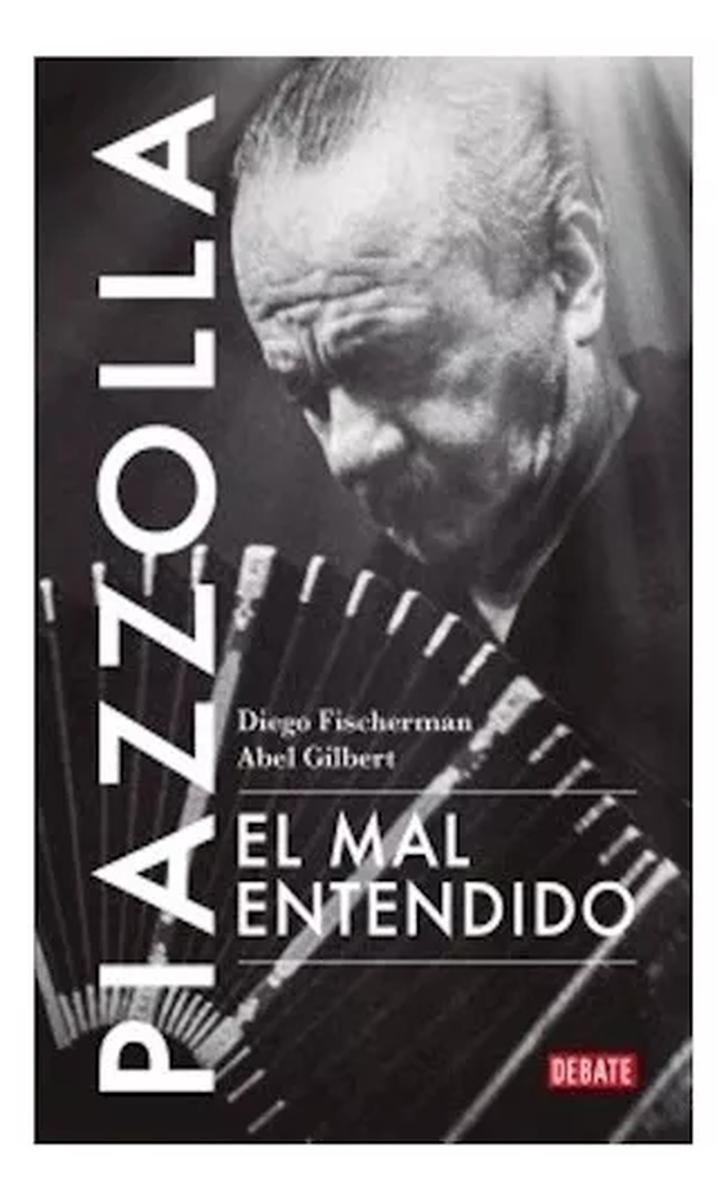 PIAZZOLLA
Diego Fischerman
Abel Gilbert
EL MAL
ENTENDIDO
DEBATE